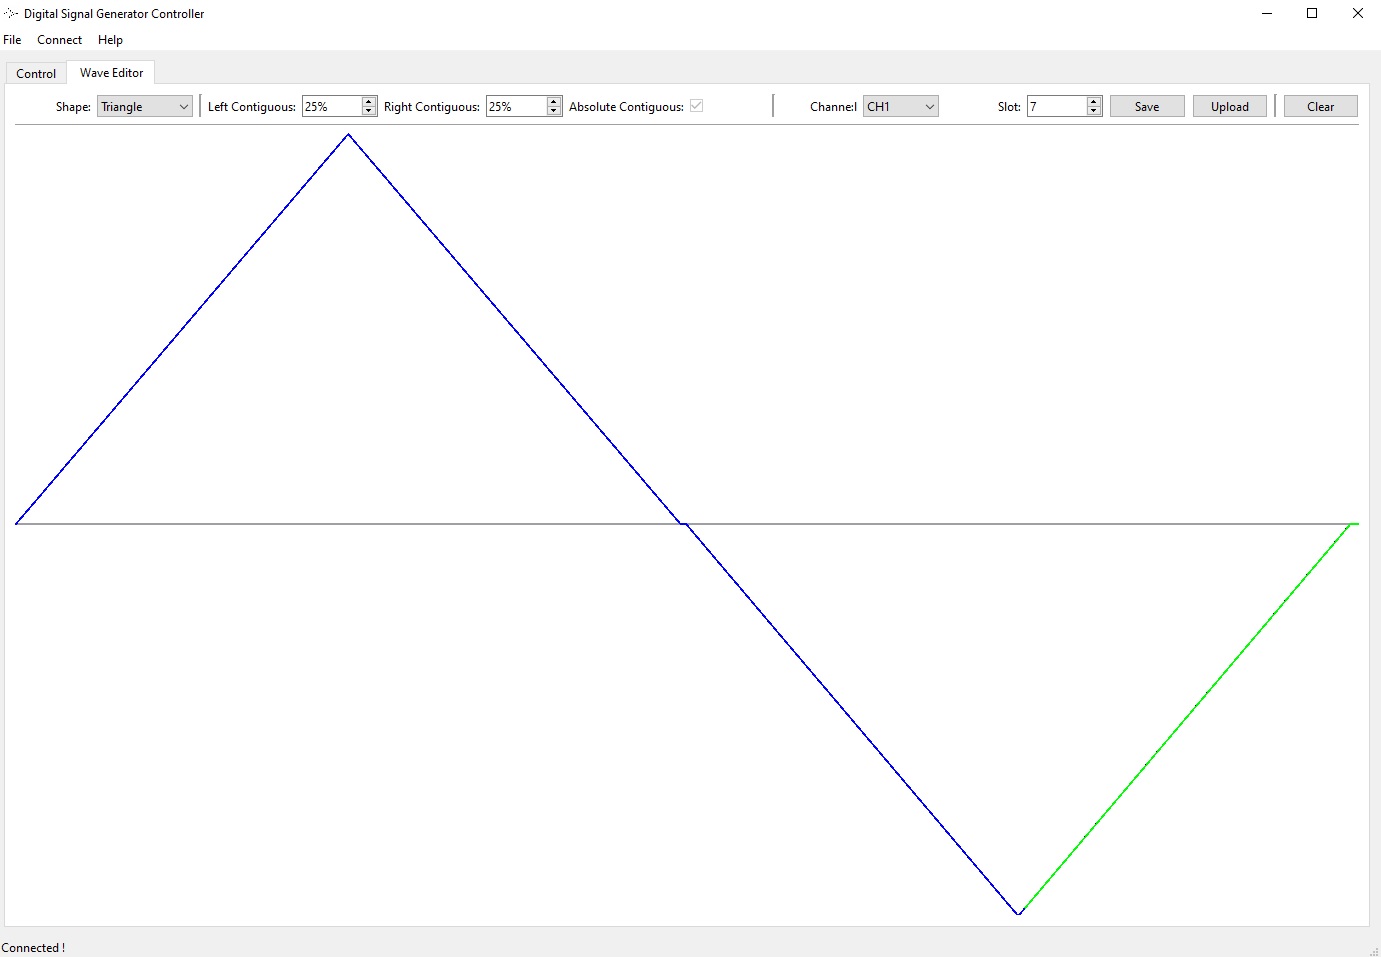 Digital Signal Generator Controller
File Connect Help
Control Wave Editor
Shape: Triangle Left Contiguous: 25% Right Contiguous: 25% Absolute Contiguous: Channe:l CH1 Slot: 7 Save Upload Clear
Connected !